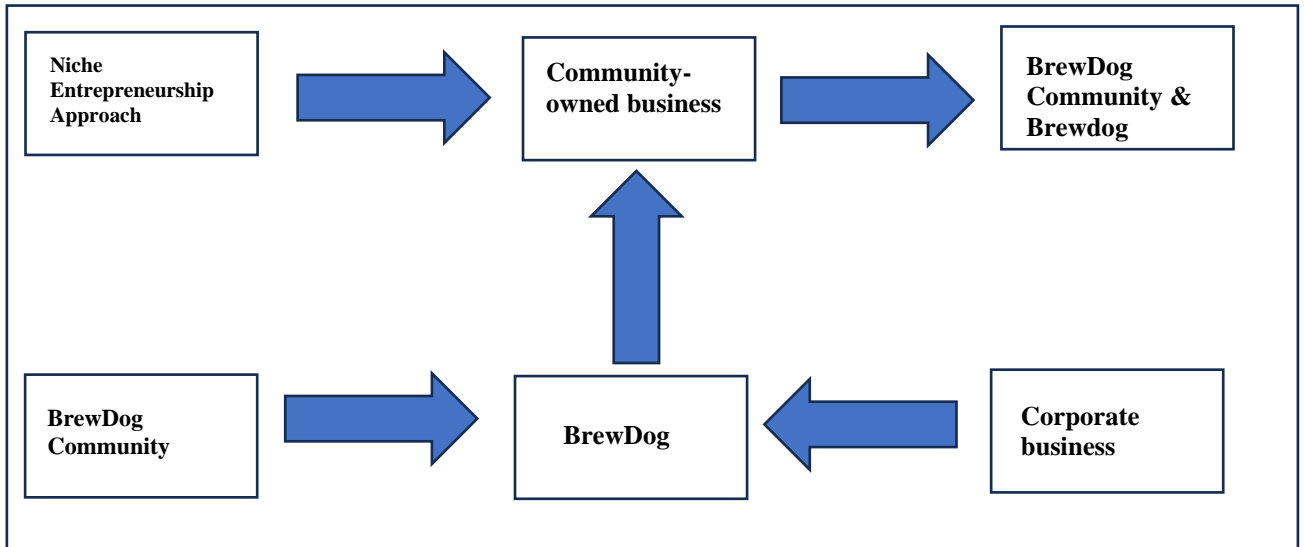 Niche
Entrepreneurship
Approach
Community-
owned business
BrewDog
Community &
Brewdog
BrewDog
Community
BrewDog
Corporate
business